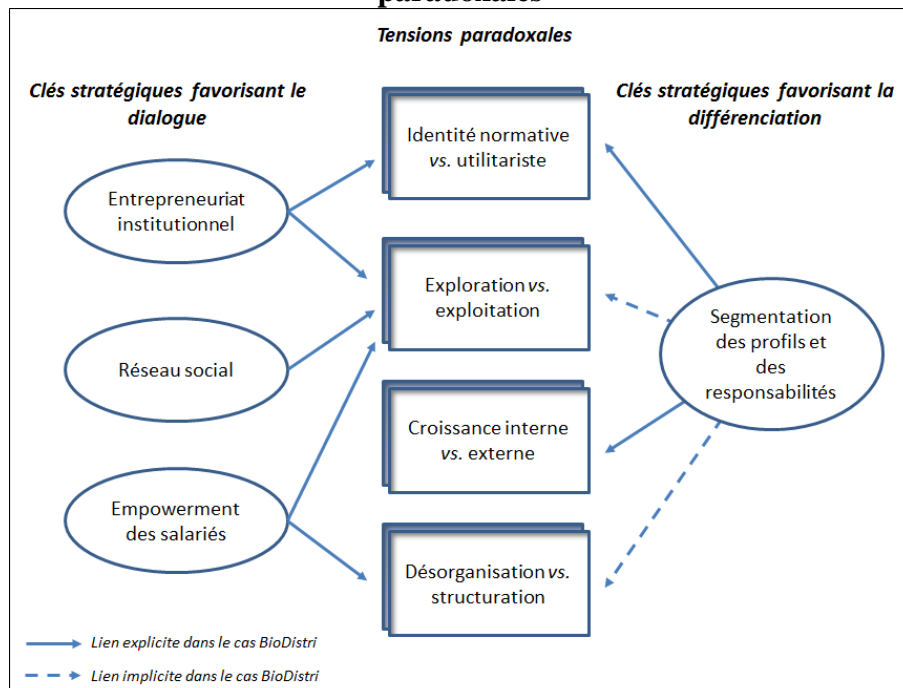 paradoxales
Tensions paradoxales
Clés stratégiques favorisant le
dialogue
Clés stratégiques favorisant la
différenciation
Identité normative
vs. utilitariste
Entrepreneuriat
institutionnel
Exploration vs.
exploitation
Segmentation
des profils et
des
responsabilités
Réseau social
Croissance interne
vs. externe
Empowerment
des salariés
Désorganisation vs.
structuration
Lien explicite dans le cas BioDistri
Lien implicite dans le cas BioDistri